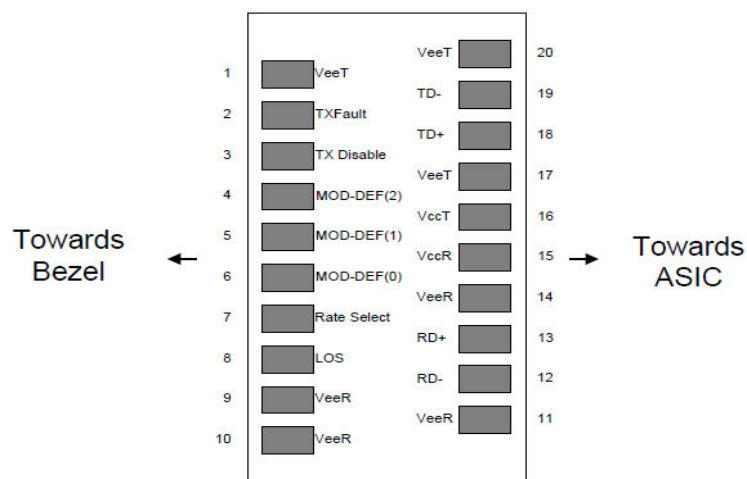 VeeT 20
1 VeeT
TD- 19
2 TXFault
TD+ 18
3 TX Disable
VeeT 17
4 MOD-DEF(2)
VccT 16
5 MOD-DEF(1)
VccR 15
6 MOD-DEF(0)
VeeR 14
7 Rate Select
RD+ 13
8 LOS
RD- 12
9 VeeR
VeeR 11
10 VeeR
Towards
Bezel
Towards
ASIC